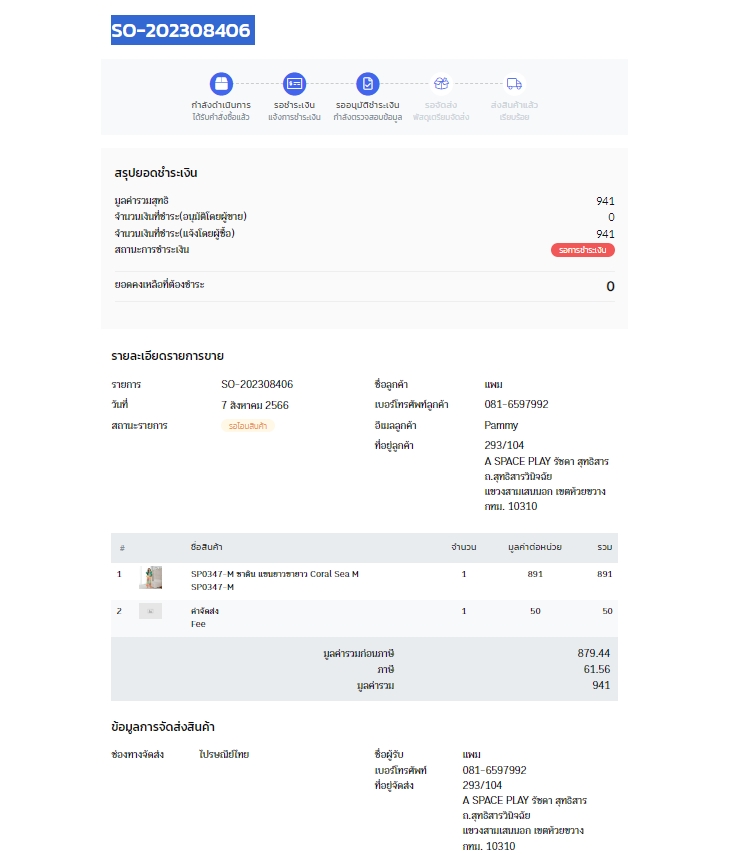 SO-202308406
กำลังดำเนินการ
ได้รับคำสั่งซื้อแล้ว
รอชำระเงิน
แจ้งการชำระเงิน
รออนุมัติชำระเงิน
กำลังตรวจสอบข้อมูล
รอจัดส่ง
พัสดุเตรียมจัดส่ง
ส่งสินค้าแล้ว
เรียบร้อย
สรุปยอดชำระเงิน
มูลค่ารวมสุทธิ 941
จำนวนเงินที่ชำระ(อนุมัติโดยผู้ขาย) 0
จำนวนเงินที่ชำระ(แจ้งโดยผู้ซื้อ) 941
สถานะการชำระเงิน รอการชำระเงิน
ยอดคงเหลือที่ต้องชำระ 0
รายละเอียดรายการขาย
รายการ SO-202308406
วันที่ 7 สิงหาคม 2566
สถานะรายการ รอโอนสินค้า
ชื่อลูกค้า แพม
เบอร์โทรศัพท์ลูกค้า 081-6597992
อีเมลลูกค้า Pammy
ที่อยู่ลูกค้า 293/104
A SPACE PLAY รัชดา สุทธิสาร
ถ.สุทธิสารวินิจฉัย
แขวงสามเสนนอก เขตห้วยขวาง
กทม. 10310
# ชื่อสินค้า จำนวน มูลค่าต่อหน่วย รวม
1 SP0347-M ซาติน แขนยาวขายาว Coral Sea M 1 891 891
SP0347-M
2 ค่าจัดส่ง 1 50 50
Fee
มูลค่ารวมก่อนภาษี 879.44
ภาษี 61.56
มูลค่ารวม 941
ข้อมูลการจัดส่งสินค้า
ช่องทางจัดส่ง ไปรษณีย์ไทย
ชื่อผู้รับ แพม
เบอร์โทรศัพท์ 081-6597992
ที่อยู่จัดส่ง 293/104
A SPACE PLAY รัชดา สุทธิสาร
ถ.สุทธิสารวินิจฉัย
แขวงสามเสนนอก เขตห้วยขวาง
กทม. 10310